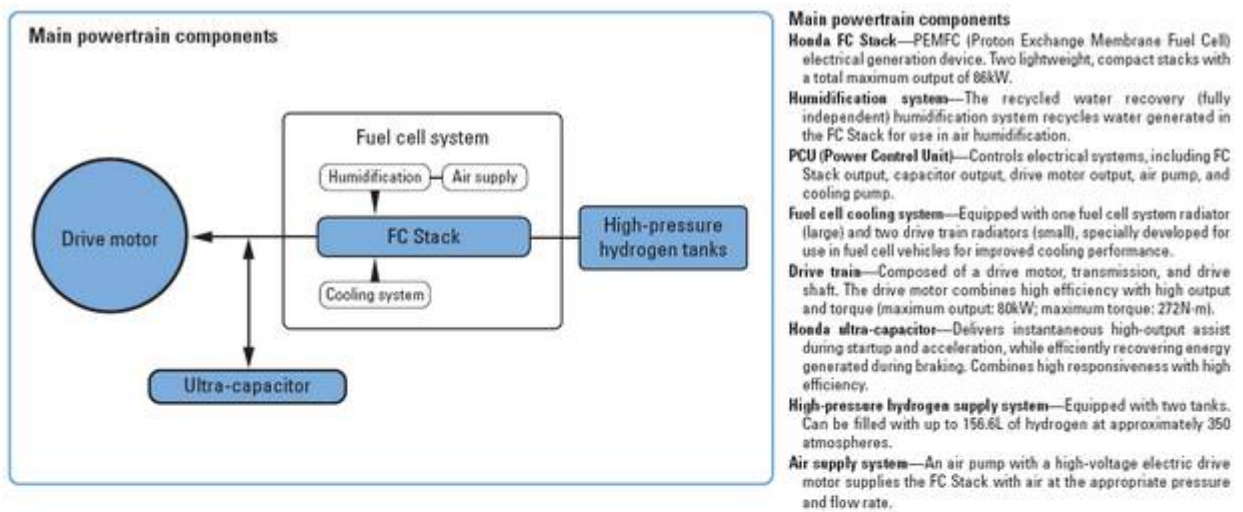 Main powertrain components
Fuel cell system
Humidification
Air supply
Drive motor
FC Stack
High-pressure
hydrogen tanks
Cooling system
Ultra-capacitor
Main powertrain components
Honda FC Stack—PEMFC (Proton Exchange Membrane Fuel Cell)
electrical generation device. Two lightweight, compact stacks with
a total maximum output of 86kW.
Humidification system—The recycled water recovery (fully
independent) humidification system recycles water generated in
the FC Stack for use in air humidification.
PCU (Power Control Unit)—Controls electrical systems, including FC
Stack output, capacitor output, drive motor output, air pump, and
cooling pump.
Fuel cell cooling system—Equipped with one fuel cell system radiator
(large) and two drive train radiators (small), specially developed for
use in fuel cell vehicles for improved cooling performance.
Drive train—Composed of a drive motor, transmission, and drive
shaft. The drive motor combines high efficiency with high output
and torque (maximum output: 80kW; maximum torque: 272N·m).
Honda ultra-capacitor—Delivers instantaneous high-output assist
during startup and acceleration, while efficiently recovering energy
generated during braking. Combines high responsiveness with high
efficiency.
High-pressure hydrogen supply system—Equipped with two tanks.
Can be filled with up to 156.6L of hydrogen at approximately 350
atmospheres.
Air supply system—An air pump with a high-voltage electric drive
motor supplies the FC Stack with air at the appropriate pressure
and flow rate.